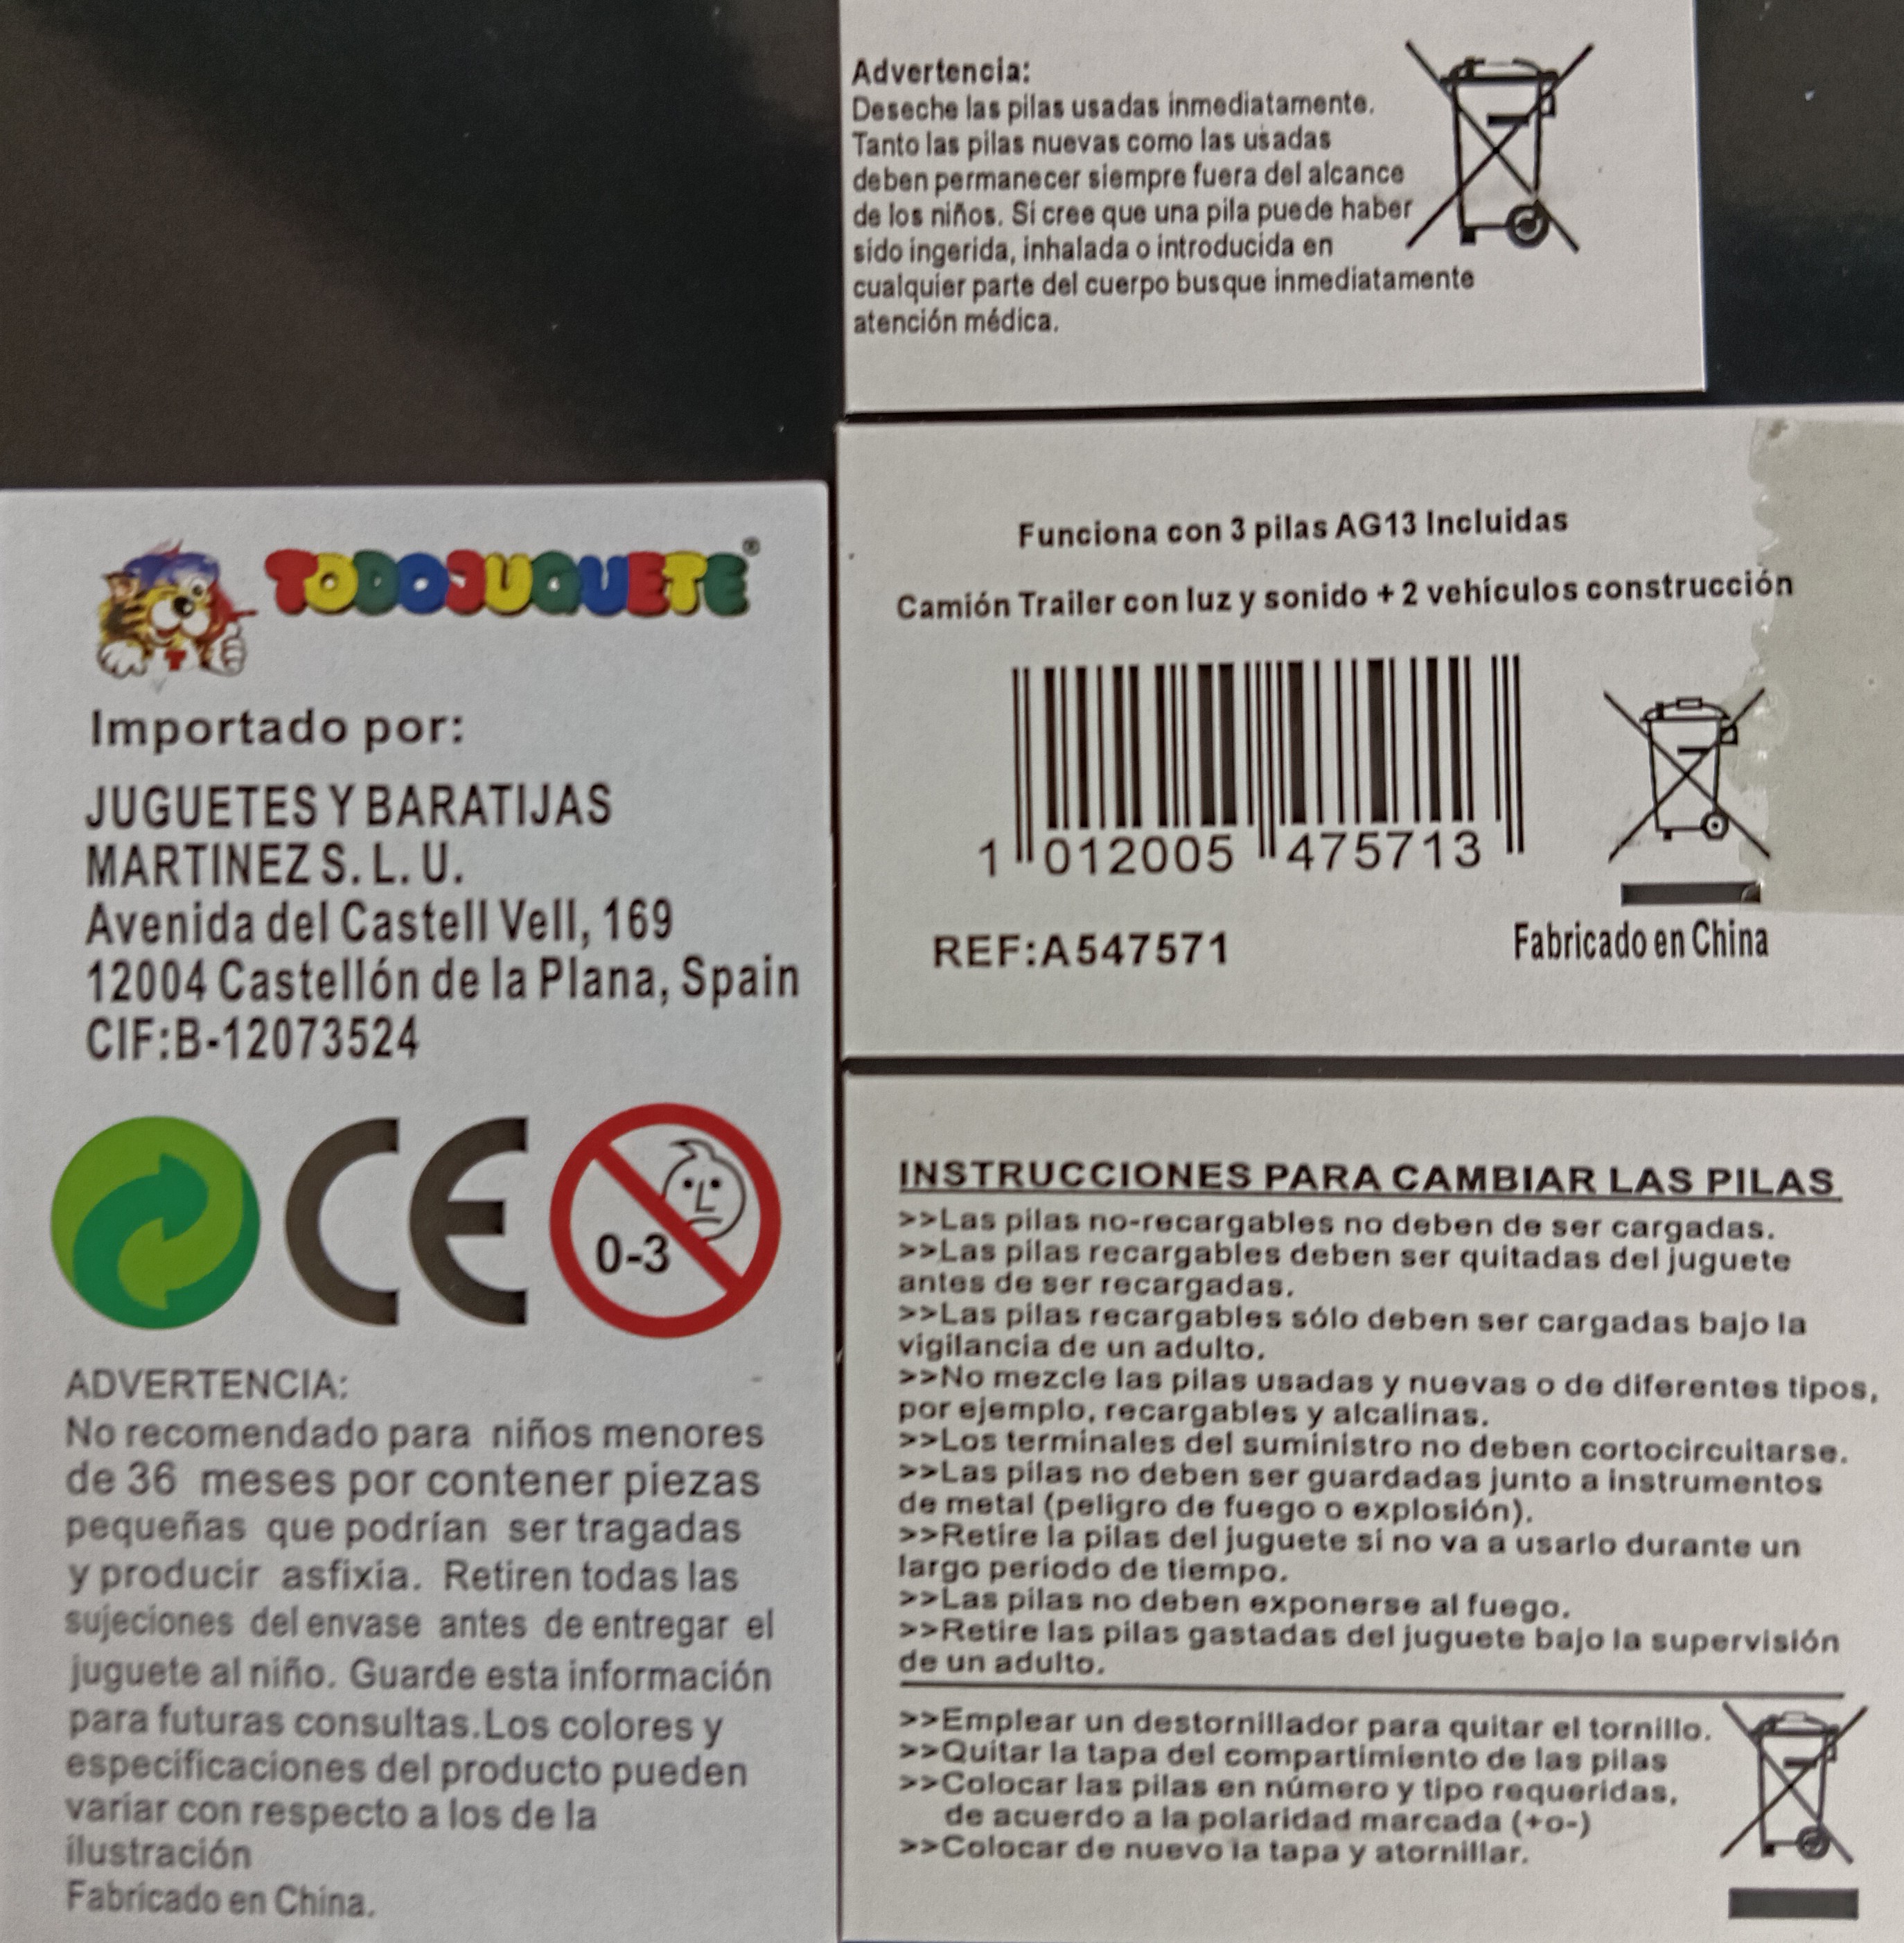 Advertencia:
Deseche las pilas usadas inmediatamente.
Tanto las pilas nuevas como las usadas
deben permanecer siempre fuera del alcance
de los niños. Si cree que una pila puede haber
sido ingerida, inhalada o introducida en
cualquier parte del cuerpo busque inmediatamente
atención médica.
Funciona con 3 pilas AG13 Incluidas
Camión Trailer con luz y sonido + 2 vehículos construcción
1 012005 475713
REF:A547571
Fabricado en China
TODOJUGUETE®
T
Importado por:
JUGUETES Y BARATIJAS
MARTINEZ S. L. U.
Avenida del Castell Vell, 169
12004 Castellón de la Plana, Spain
CIF:B-12073524
CE
0-3
ADVERTENCIA:
No recomendado para niños menores
de 36 meses por contener piezas
pequeñas que podrían ser tragadas
y producir asfixia. Retiren todas las
sujeciones del envase antes de entregar el
juguete al niño. Guarde esta información
para futuras consultas.Los colores y
especificaciones del producto pueden
variar con respecto a los de la
ilustración
Fabricado en China.
INSTRUCCIONES PARA CAMBIAR LAS PILAS
>>Las pilas no-recargables no deben de ser cargadas.
>>Las pilas recargables deben ser quitadas del juguete
antes de ser recargadas.
>>Las pilas recargables sólo deben ser cargadas bajo la
vigilancia de un adulto.
>>No mezcle las pilas usadas y nuevas o de diferentes tipos,
por ejemplo, recargables y alcalinas.
>>Los terminales del suministro no deben cortocircuitarse.
>>Las pilas no deben ser guardadas junto a instrumentos
de metal (peligro de fuego o explosión).
>>Retire la pilas del juguete si no va a usarlo durante un
largo periodo de tiempo.
>>Las pilas no deben exponerse al fuego.
>>Retire las pilas gastadas del juguete bajo la supervisión
de un adulto.
>>Emplear un destornillador para quitar el tornillo.
>>Quitar la tapa del compartimiento de las pilas
>>Colocar las pilas en número y tipo requeridas,
de acuerdo a la polaridad marcada (+o-)
>>Colocar de nuevo la tapa y atornillar.